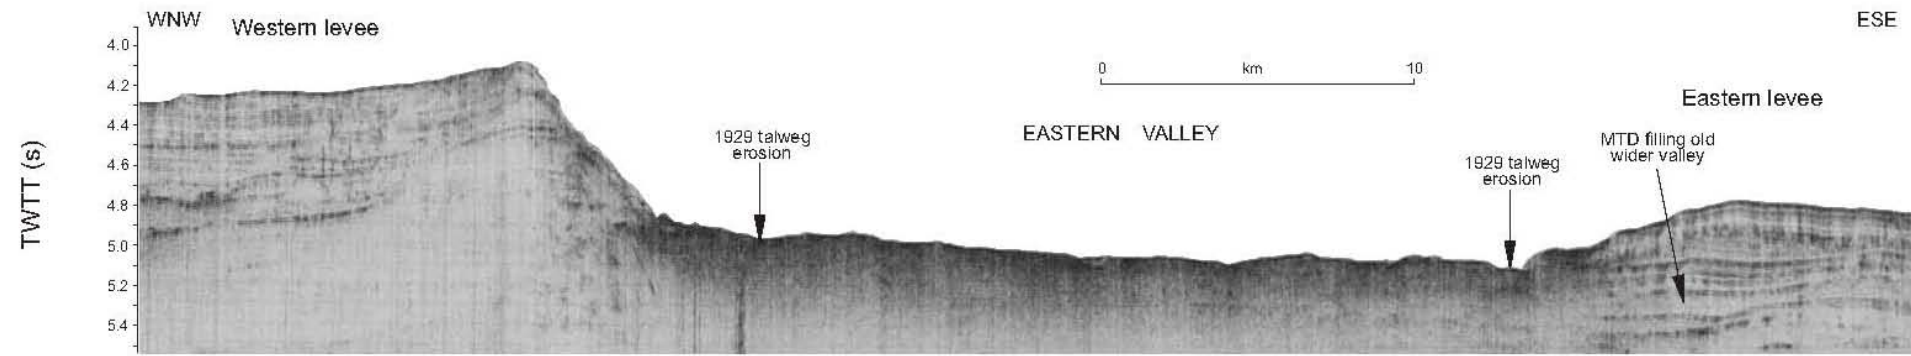 WNW
Western levee
ESE
4.0
4.2
4.4
4.6
4.8
5.0
5.2
5.4
TWTT (s)
0 km 10
Eastern levee
EASTERN VALLEY
1929 talweg
erosion
1929 talweg
erosion
MTD filling old
wider valley